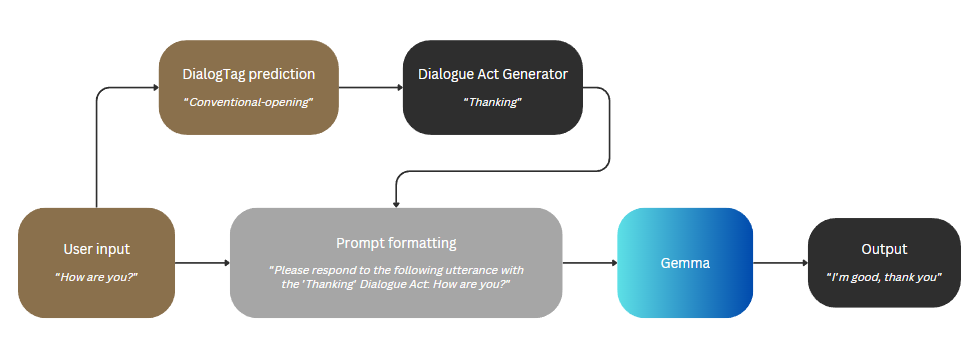 DialogTag prediction
"Conventional-opening"
Dialogue Act Generator
"Thanking"
User input
"How are you?"
Prompt formatting
"Please respond to the following utterance with
the 'Thanking' Dialogue Act. How are you?"
Gemma
Output
"I'm good, thank you"